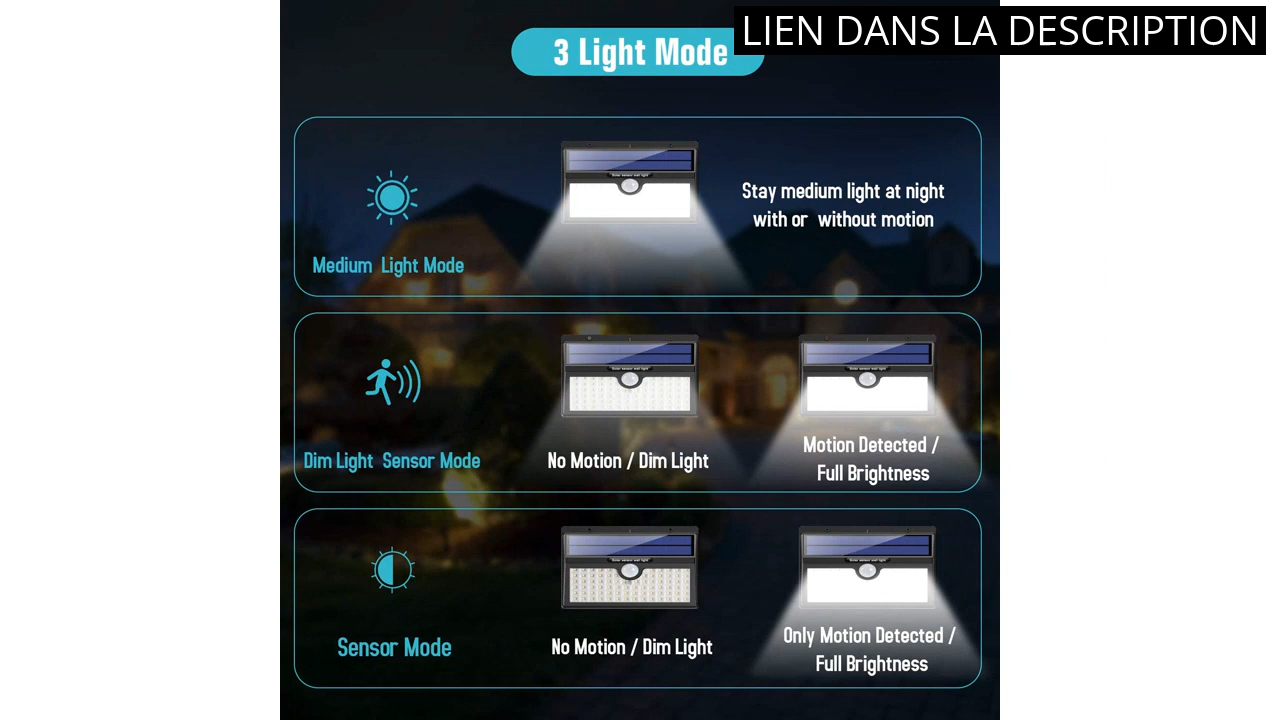 LIEN DANS LA DESCRIPTION
3 Light Mode
Stay medium light at night
with or without motion
Medium Light Mode
Motion Detected /
Full Brightness
Dim Light Sensor Mode
No Motion / Dim Light
Only Motion Detected /
Full Brightness
Sensor Mode
No Motion / Dim Light